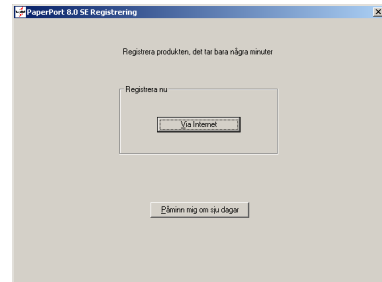 PaperPort 8.0 SE Registrering
Registrera produkten, det tar bara några minuter
Registrera nu
Via Internet
Påminn mig om sju dagar